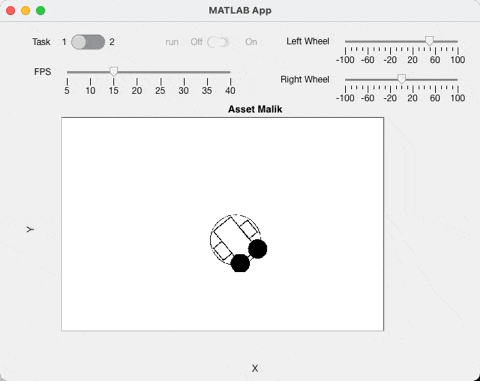 MATLAB App
Task 1 2 run Off On Left Wheel
-100 -60 -20 20 60 100
FPS
5 10 15 20 25 30 35 40
Right Wheel
-100 -60 -20 20 60 100
Asset Malik
Y
X